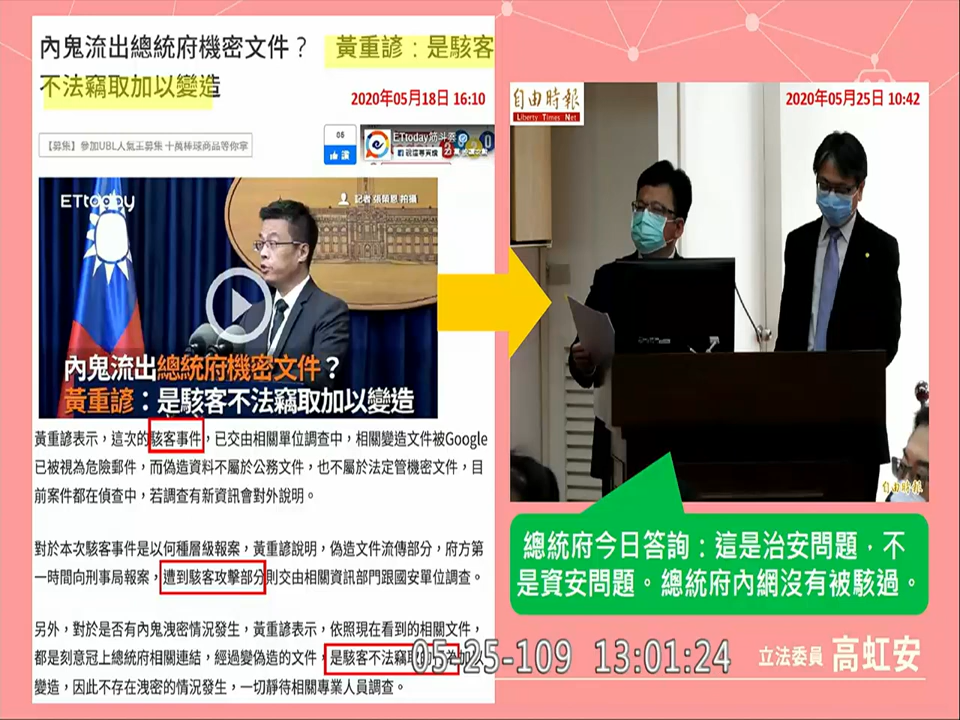 內鬼流出總統府機密文件? 黃重諺:是駭客
不法竊取加以變造
2020年05月18日 16:10
【募集】參加UBL人氣王募集 十萬棒球商品等你拿
06
讚
ETtoday
記者 張榮恩 拍攝
內鬼流出總統府機密文件?
黃重諺:是駭客不法竊取加以變造
黃重諺表示,這次的駭客事件,已交由相關單位調查中,相關變造文件被Google
已被視為危險郵件,而偽造資料不屬於公務文件,也不屬於法定管機密文件,目
前案件都在偵查中,若調查有新資訊會對外說明。
對於本次駭客事件是以何種層級報案,黃重諺說明,偽造文件流傳部分,府方第
一時間向刑事局報案,遭到駭客攻擊部分則交由相關資訊部門跟國安單位調查。
另外,對於是否有內鬼洩密情況發生,黃重諺表示,依照現在看到的相關文件,
都是刻意冠上總統府相關連結,經過變偽造的文件,是駭客不法竊取
變造,因此不存在洩密的情況發生,一切靜待相關專業人員調查。
自由時報
Liberty Times Net
2020年05月25日 10:42
自由時報
總統府今日答詢:這是治安問題,不
是資安問題。總統府內網沒有被駭過。
05-25-109 13:01:24
立法委員 高虹安